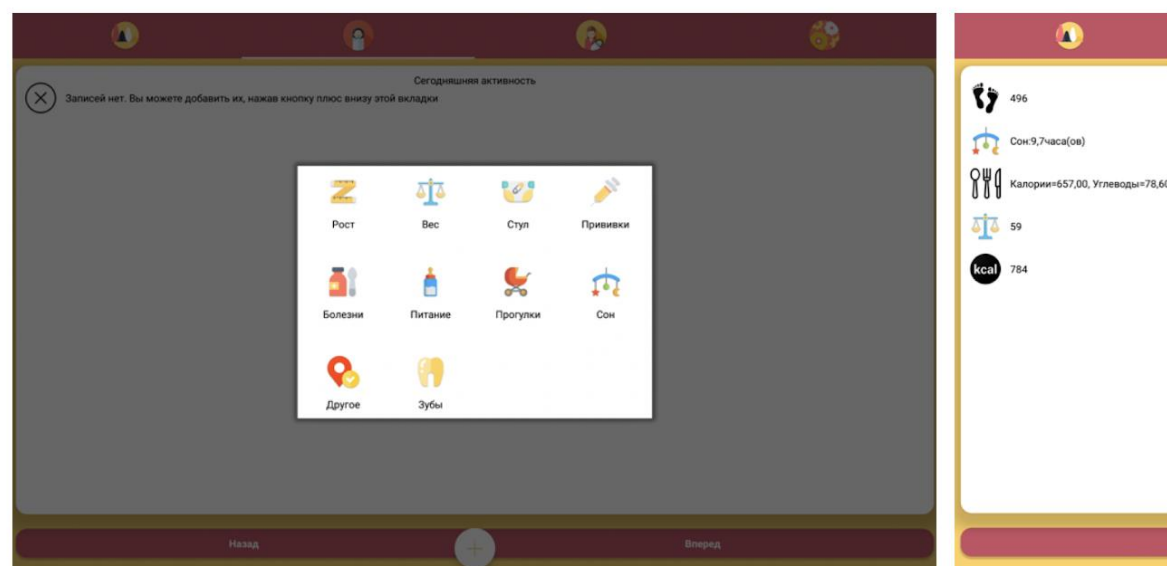 Сегодняшняя активность
Записей нет. Вы можете добавить их, нажав кнопку плюс внизу этой вкладки
Рост
Вес
Стул
Прививки
Болезни
Питание
Прогулки
Сон
Другое
Зубы
Назад
Вперед
496
Сон:9,7часа(ов)
Калории=657,00, Углеводы=78,60
59
kcal 784